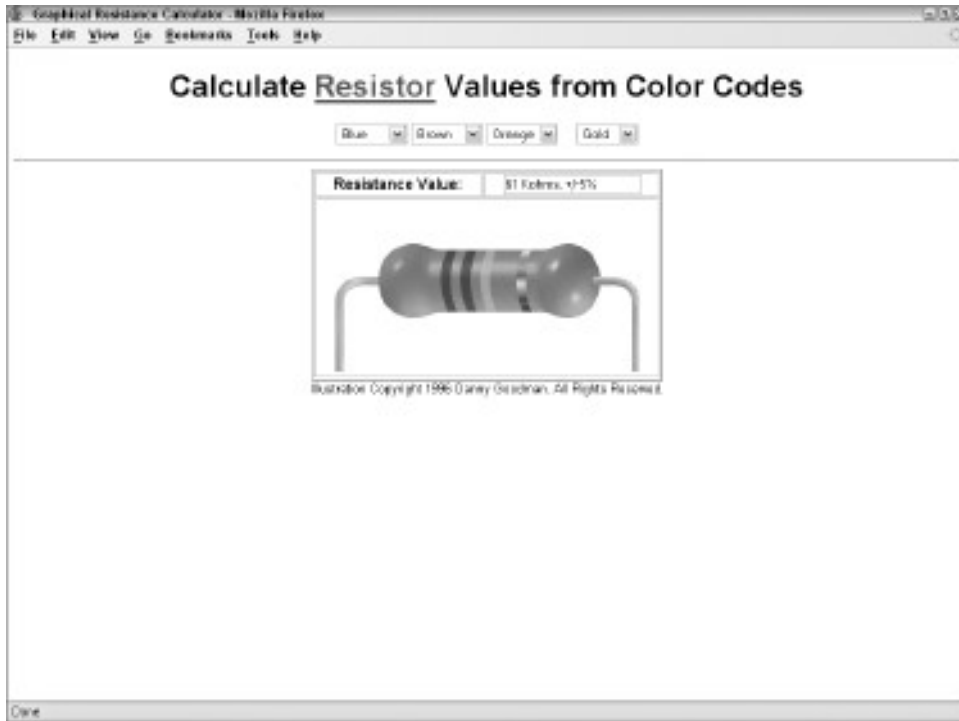 Graphical Resistance Calculator - Mozilla Firefox
File Edit View Go Bookmarks Tools Help
Calculate Resistor Values from Color Codes
Blue Brown Orange Gold
Resistance Value: 61 Kohms, +/-5%
Illustration Copyright 1996 Danny Goodman. All Rights Reserved.
Done